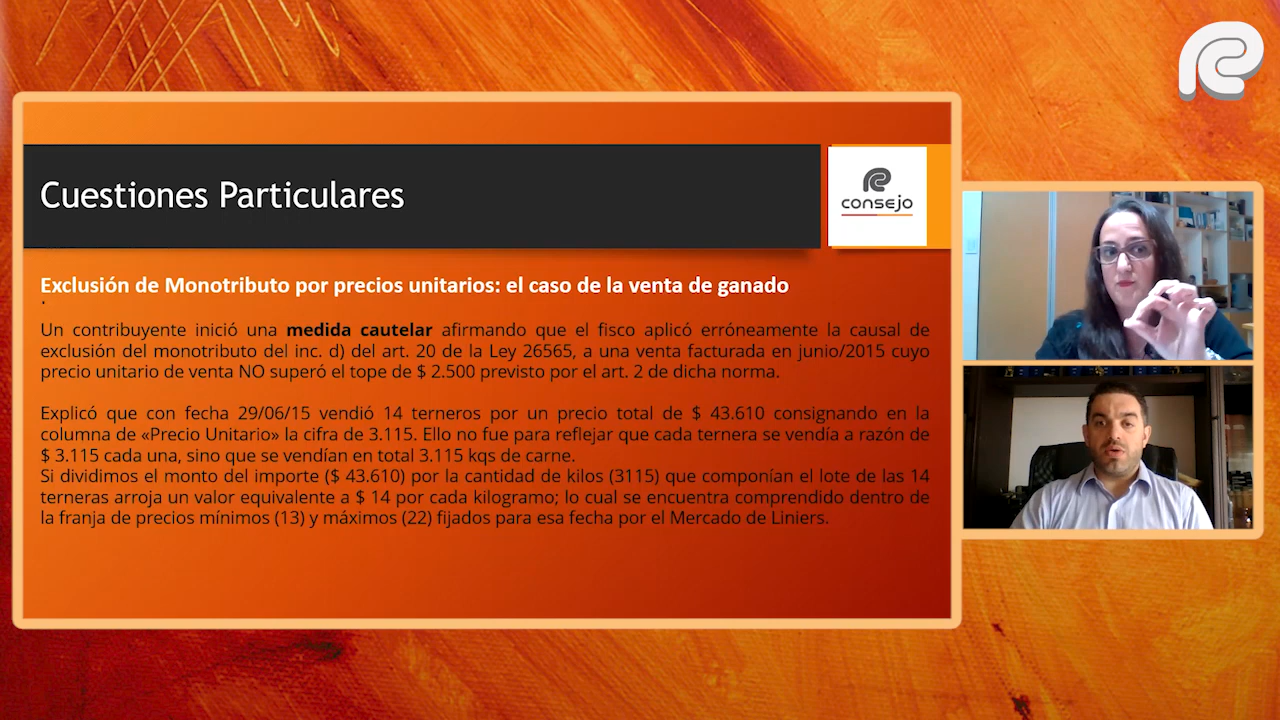 Cuestiones Particulares
consejo
Exclusión de Monotributo por precios unitarios: el caso de la venta de ganado
.
Un contribuyente inició una medida cautelar afirmando que el fisco aplicó erróneamente la causal de
exclusión del monotributo del inc. d) del art. 20 de la Ley 26565, a una venta facturada en junio/2015 cuyo
precio unitario de venta NO superó el tope de $ 2.500 previsto por el art. 2 de dicha norma.
Explicó que con fecha 29/06/15 vendió 14 terneros por un precio total de $ 43.610 consignando en la
columna de «Precio Unitario» la cifra de 3.115. Ello no fue para reflejar que cada ternera se vendía a razón de
$ 3.115 cada una, sino que se vendían en total 3.115 kqs de carne.
Si dividimos el monto del importe ($ 43.610) por la cantidad de kilos (3115) que componían el lote de las 14
terneras arroja un valor equivalente a $ 14 por cada kilogramo; lo cual se encuentra comprendido dentro de
la franja de precios mínimos (13) y máximos (22) fijados para esa fecha por el Mercado de Liniers.